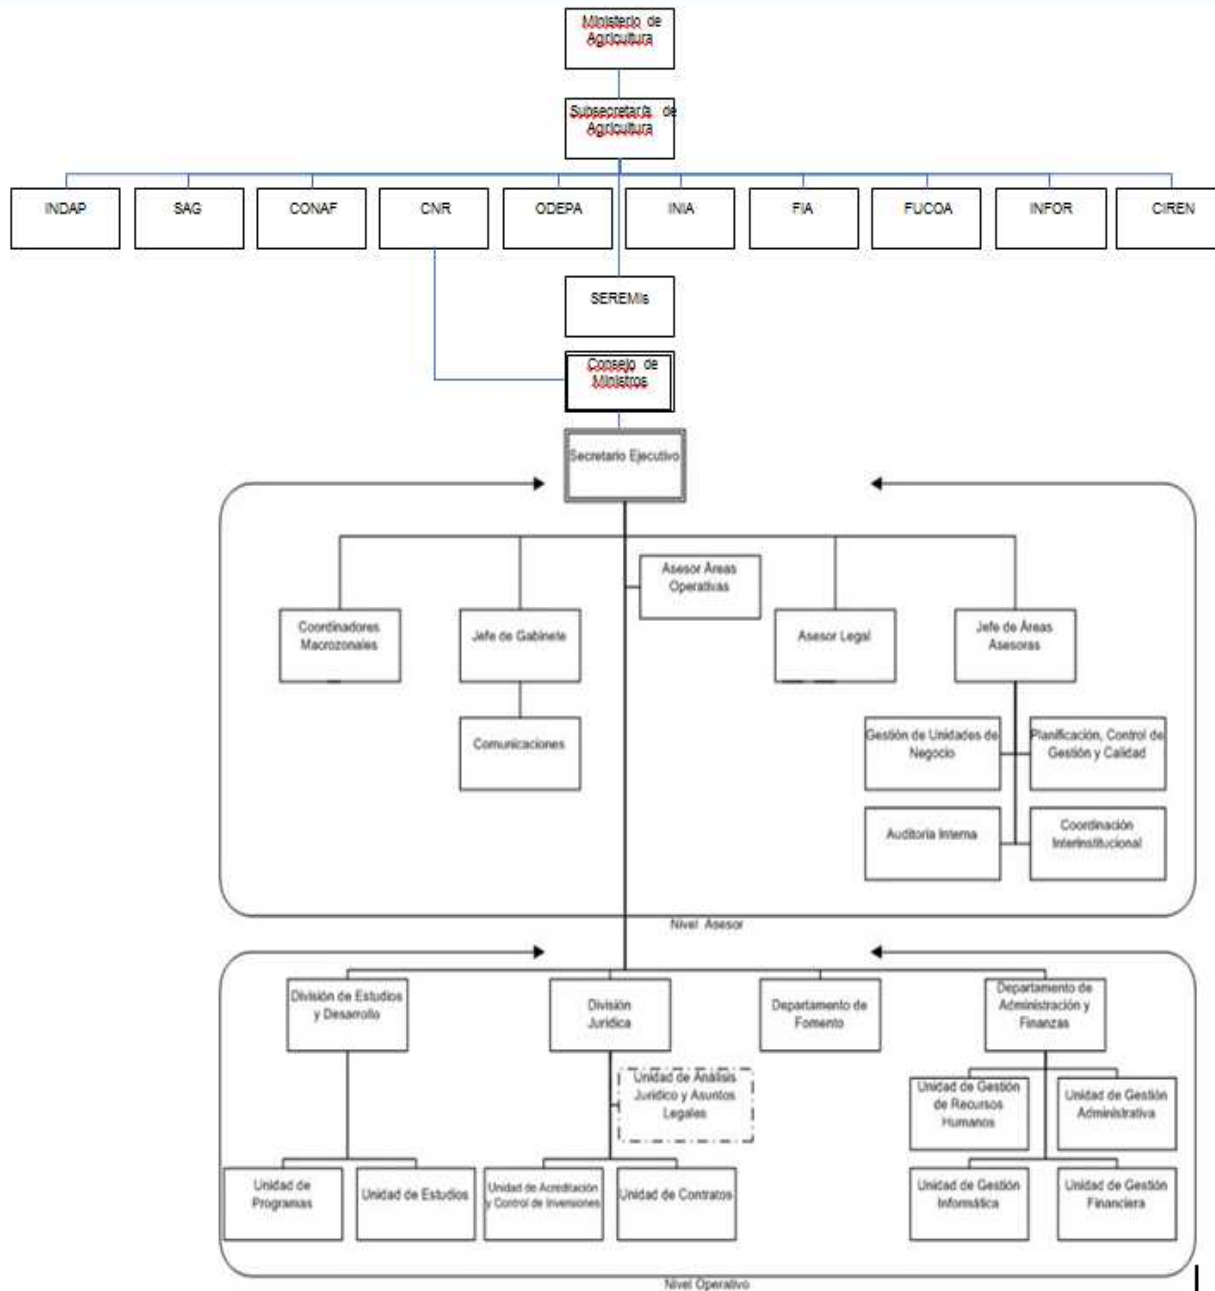 Ministerio de
Agricultura
Subsecretaría de
Agricultura
INDAP
SAG
CONAF
CNR
ODEPA
INIA
FIA
FUCOA
INFOR
CIREN
SEREMIs
Consejo de
Ministros
Secretario Ejecutivo
Asesor Áreas
Operativas
Coordinadores
Macrozonales
Jefe de Gabinete
Asesor Legal
Jefe de Áreas
Asesoras
Comunicaciones
Gestión de Unidades de
Negocio
Planificación, Control de
Gestión y Calidad
Auditoría Interna
Coordinación
Interinstitucional
Nivel Asesor
División de Estudios
y Desarrollo
División
Jurídica
Departamento de
Fomento
Departamento de
Administración y
Finanzas
Unidad de Análisis
Jurídico y Asuntos
Legales
Unidad de Gestión
de Recursos
Humanos
Unidad de Gestión
Administrativa
Unidad de
Programas
Unidad de Estudios
Unidad de Acreditación
y Control de Inversiones
Unidad de Contratos
Unidad de Gestión
Informática
Unidad de Gestión
Financiera
Nivel Operativo